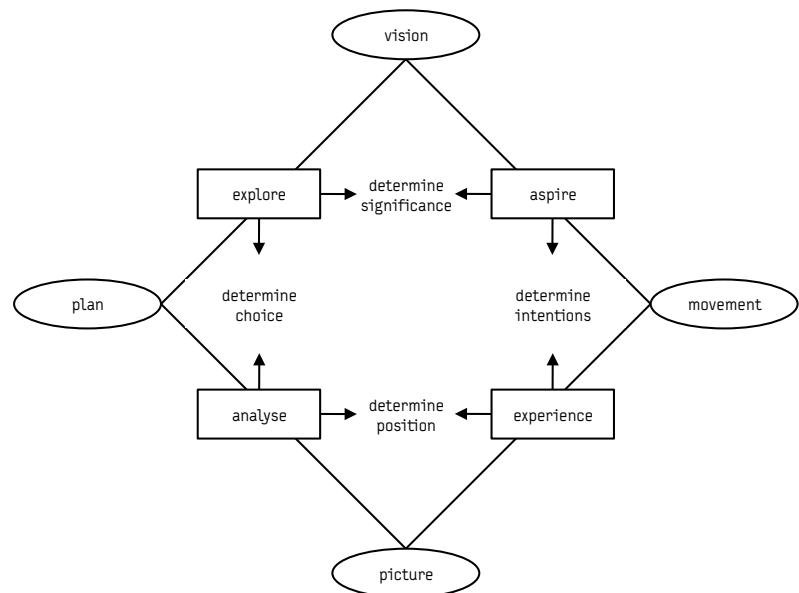 vision
explore
determine
significance
aspire
plan
determine
choice
determine
intentions
movement
analyse
determine
position
experience
picture